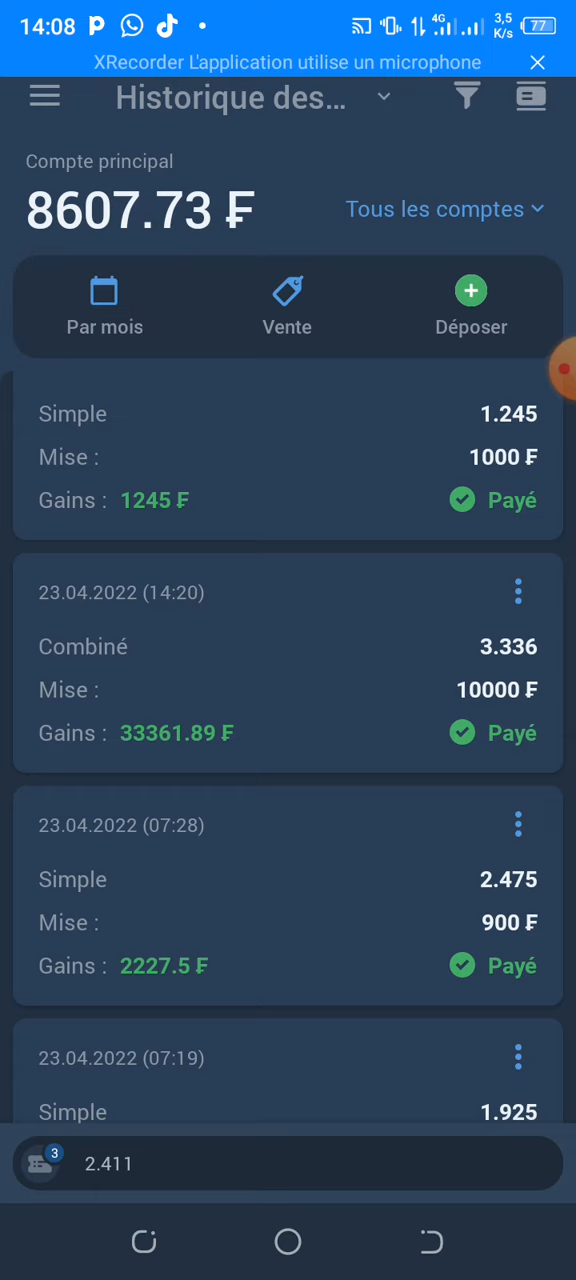 14:08 4G 3,5 K/s 77
XRecorder L'application utilise un microphone
Historique des...
Compte principal
8607.73 ₣ Tous les comptes
Par mois Vente Déposer
Simple 1.245
Mise : 1000 ₣
Gains : 1245 ₣ Payé
23.04.2022 (14:20)
Combiné 3.336
Mise : 10000 ₣
Gains : 33361.89 ₣ Payé
23.04.2022 (07:28)
Simple 2.475
Mise : 900 ₣
Gains : 2227.5 ₣ Payé
23.04.2022 (07:19)
Simple 1.925
3 2.411